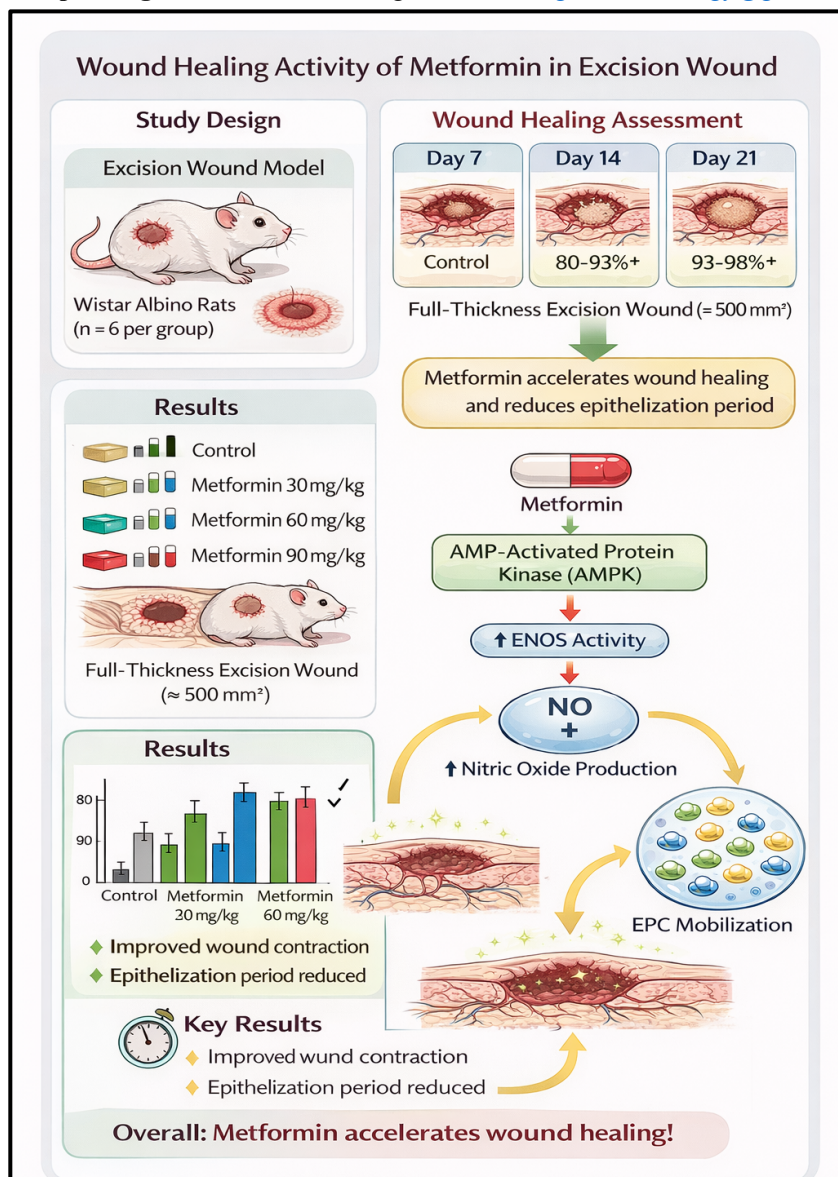 Wound Healing Activity of Metformin in Excision Wound
Study Design
Excision Wound Model
Wistar Albino Rats
(n = 6 per group)
Wound Healing Assessment
Day 7
Day 14
Day 21
Control
80-93%+
93-98%+
Full-Thickness Excision Wound (= 500 mm²)
Metformin accelerates wound healing
and reduces epithelization period
Results
Control
Metformin 30 mg/kg
Metformin 60 mg/kg
Metformin 90 mg/kg
Full-Thickness Excision Wound
(≈ 500 mm²)
Metformin
AMP-Activated Protein
Kinase (AMPK)
↑ ENOS Activity
NO
+
↑ Nitric Oxide Production
EPC Mobilization
Results
80
90
0
Control
Metformin
20 mg/kg
Metformin
60 mg/kg
Improved wound contraction
Epithelization period reduced
Key Results
Improved wund contraction
Epithelization period reduced
Overall: Metformin accelerates wound healing!